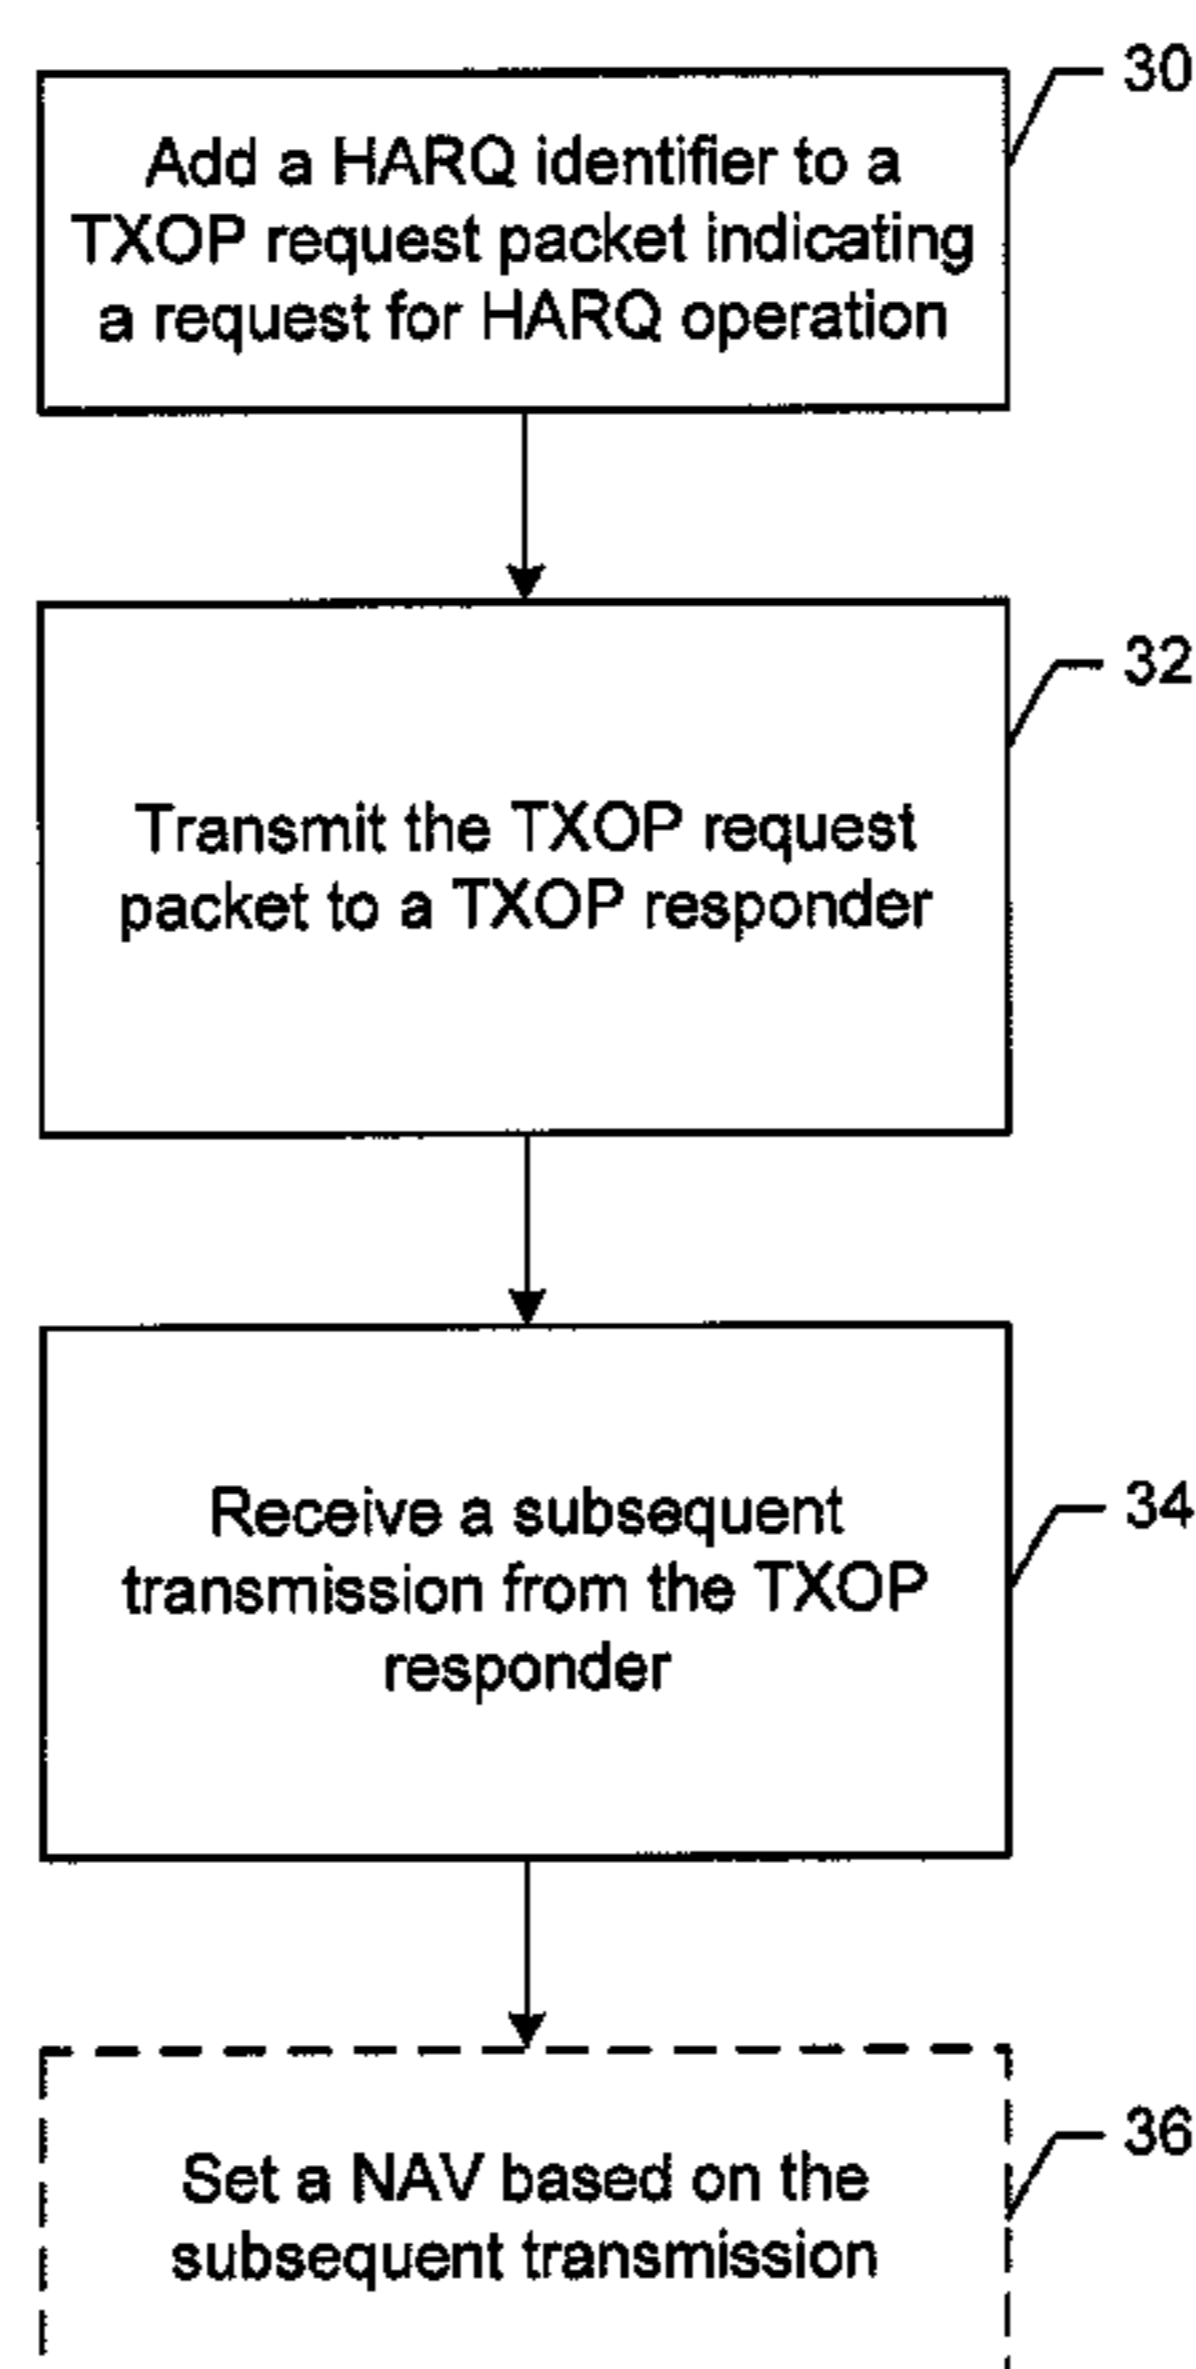 30
Add a HARQ identifier to a
TXOP request packet indicating
a request for HARQ operation
32
Transmit the TXOP request
packet to a TXOP responder
34
Receive a subsequent
transmission from the TXOP
responder
36
Set a NAV based on the
subsequent transmission